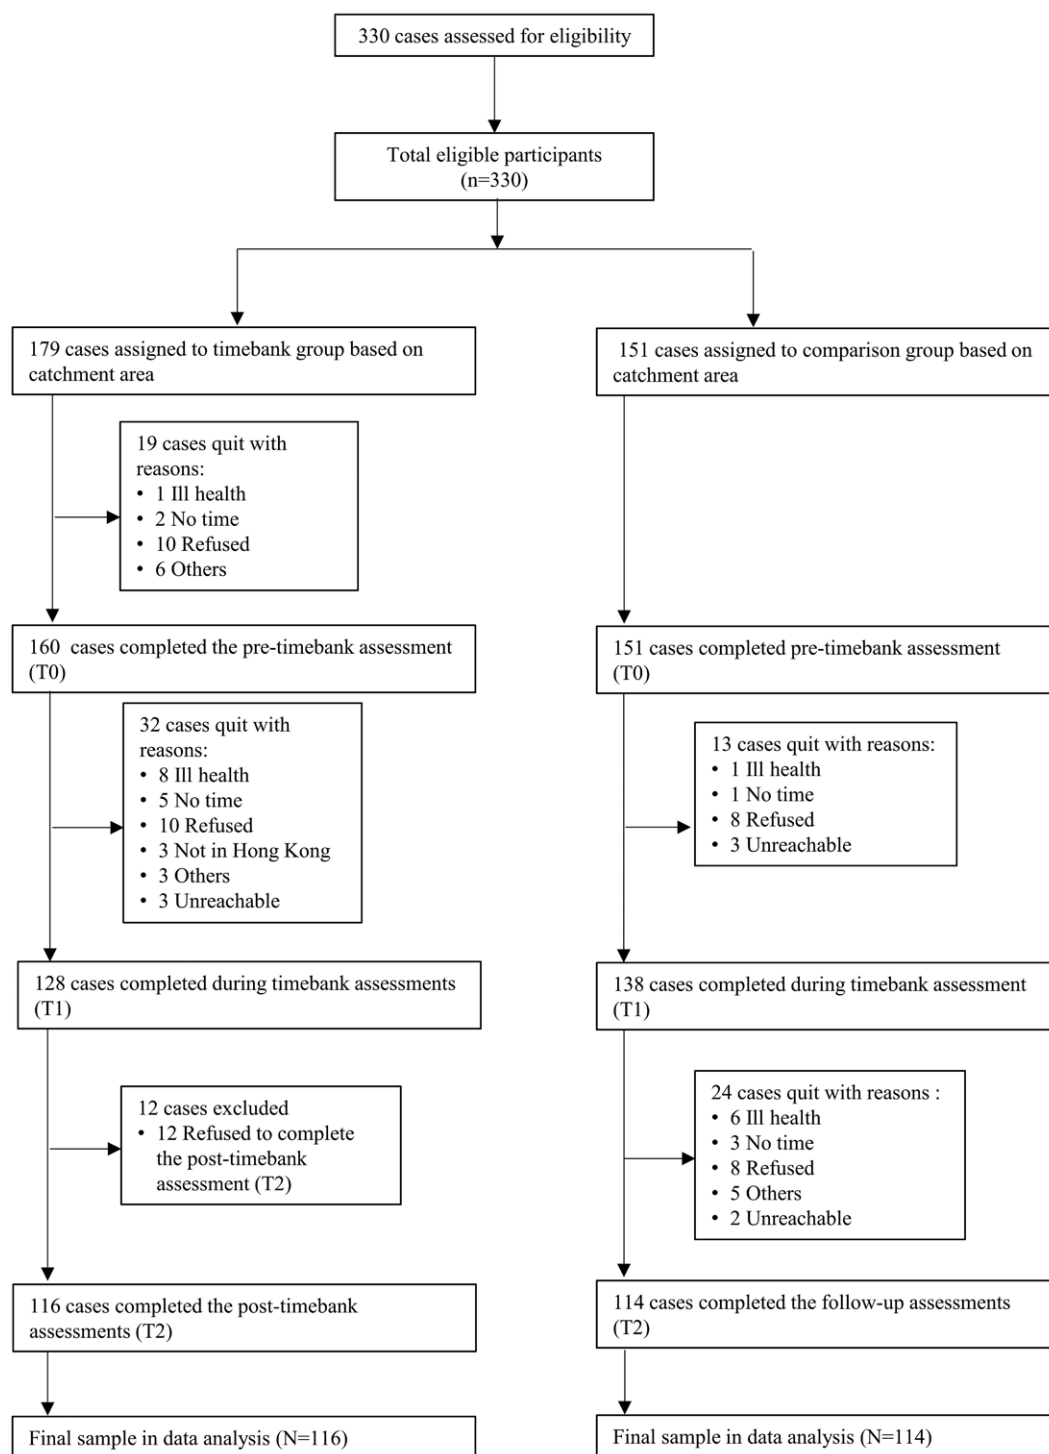 330 cases assessed for eligibility
Total eligible participants
(n=330)
179 cases assigned to timebank group based on
catchment area
151 cases assigned to comparison group based on
catchment area
19 cases quit with
reasons:
• 1 Ill health
• 2 No time
• 10 Refused
• 6 Others
160 cases completed the pre-timebank assessment
(T0)
151 cases completed pre-timebank assessment
(T0)
32 cases quit with
reasons:
• 8 Ill health
• 5 No time
• 10 Refused
• 3 Not in Hong Kong
• 3 Others
• 3 Unreachable
13 cases quit with reasons:
• 1 Ill health
• 1 No time
• 8 Refused
• 3 Unreachable
128 cases completed during timebank assessments
(T1)
138 cases completed during timebank assessment
(T1)
12 cases excluded
• 12 Refused to complete
the post-timebank
assessment (T2)
24 cases quit with reasons :
• 6 Ill health
• 3 No time
• 8 Refused
• 5 Others
• 2 Unreachable
116 cases completed the post-timebank
assessments (T2)
114 cases completed the follow-up assessments
(T2)
Final sample in data analysis (N=116)
Final sample in data analysis (N=114)